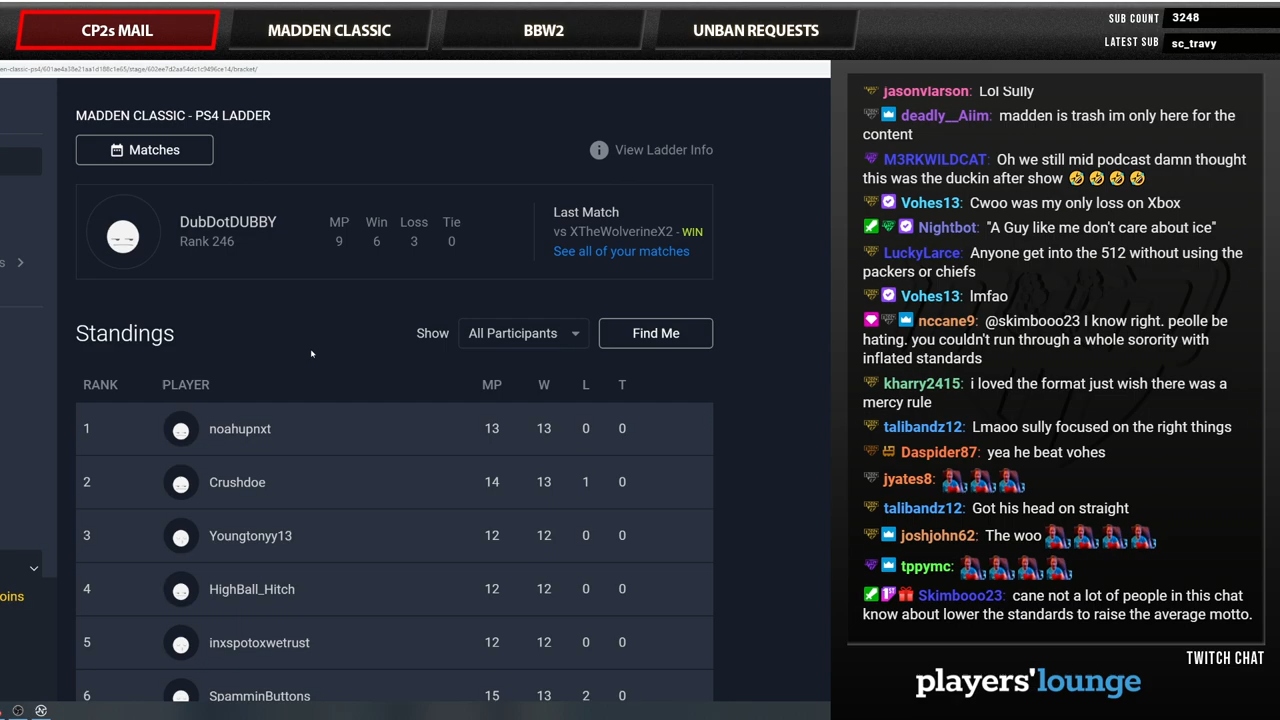 CP2s MAIL
MADDEN CLASSIC
BBW2
UNBAN REQUESTS
SUB COUNT 3248
LATEST SUB sc_travy
MADDEN CLASSIC - PS4 LADDER
Matches
View Ladder Info
DubDotDUBBY
Rank 246
MP Win Loss Tie
9 6 3 0
Last Match
vs XTheWolverineX2 - WIN
See all of your matches
s
Standings
Show All Participants Find Me
RANK PLAYER MP W L T
1 noahupnxt 13 13 0 0
2 Crushdoe 14 13 1 0
3 Youngtonyy13 12 12 0 0
4 HighBall_Hitch 12 12 0 0
5 inxspotoxwetrust 12 12 0 0
6 SpamminButtons 15 13 2 0
oins
jasonvlarson: Lol Sully
deadly__Aiim: madden is trash im only here for the
content
M3RKWILDCAT: Oh we still mid podcast damn thought
this was the duckin after show 🤣 🤣 🤣 🤣
Vohes13: Cwoo was my only loss on Xbox
Nightbot: "A Guy like me don't care about ice"
LuckyLarce: Anyone get into the 512 without using the
packers or chiefs
Vohes13: lmfao
nccane9: @skimbooo23 I know right. peolle be
hating. you couldn't run through a whole sorority with
inflated standards
kharry2415: i loved the format just wish there was a
mercy rule
talibandz12: Lmaoo sully focused on the right things
Daspider87: yea he beat vohes
jyates8:
talibandz12: Got his head on straight
joshjohn62: The woo
tppymc:
Skimbooo23: cane not a lot of people in this chat
know about lower the standards to raise the average motto.
TWITCH CHAT
players'lounge